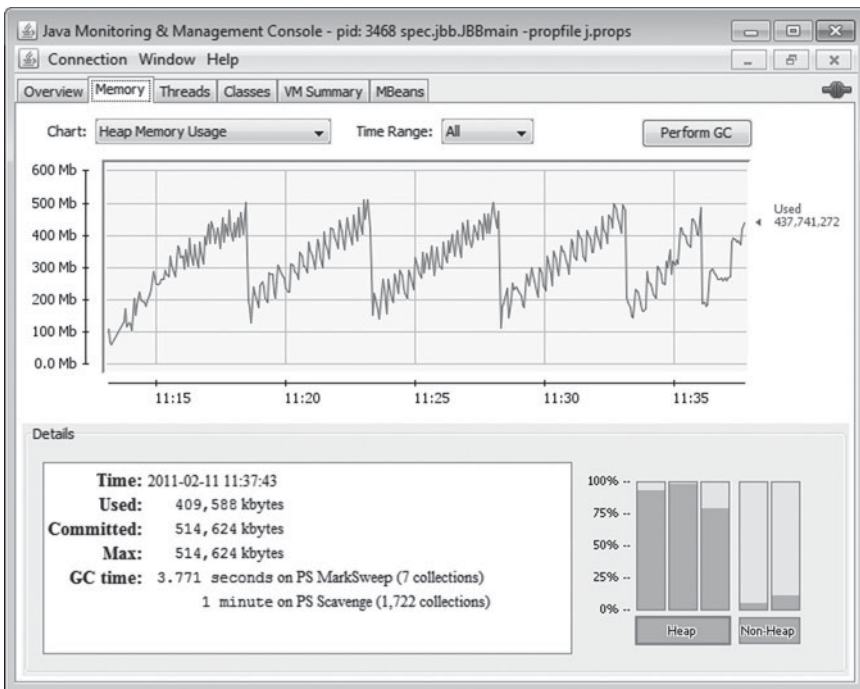 Java Monitoring & Management Console - pid: 3468 spec.jbb.JBBmain -propfile j.props
Connection Window Help
Overview Memory Threads Classes VM Summary MBeans
Chart: Heap Memory Usage Time Range: All Perform GC
600 Mb
500 Mb
400 Mb
300 Mb
200 Mb
100 Mb
0.0 Mb
Used
437,741,272
11:15 11:20 11:25 11:30 11:35
Details
Time: 2011-02-11 11:37:43
Used: 409,588 kbytes
Committed: 514,624 kbytes
Max: 514,624 kbytes
GC time: 3.771 seconds on PS MarkSweep (7 collections)
1 minute on PS Scavenge (1,722 collections)
100% --
75% --
50% --
25% --
0% --
Heap Non-Heap